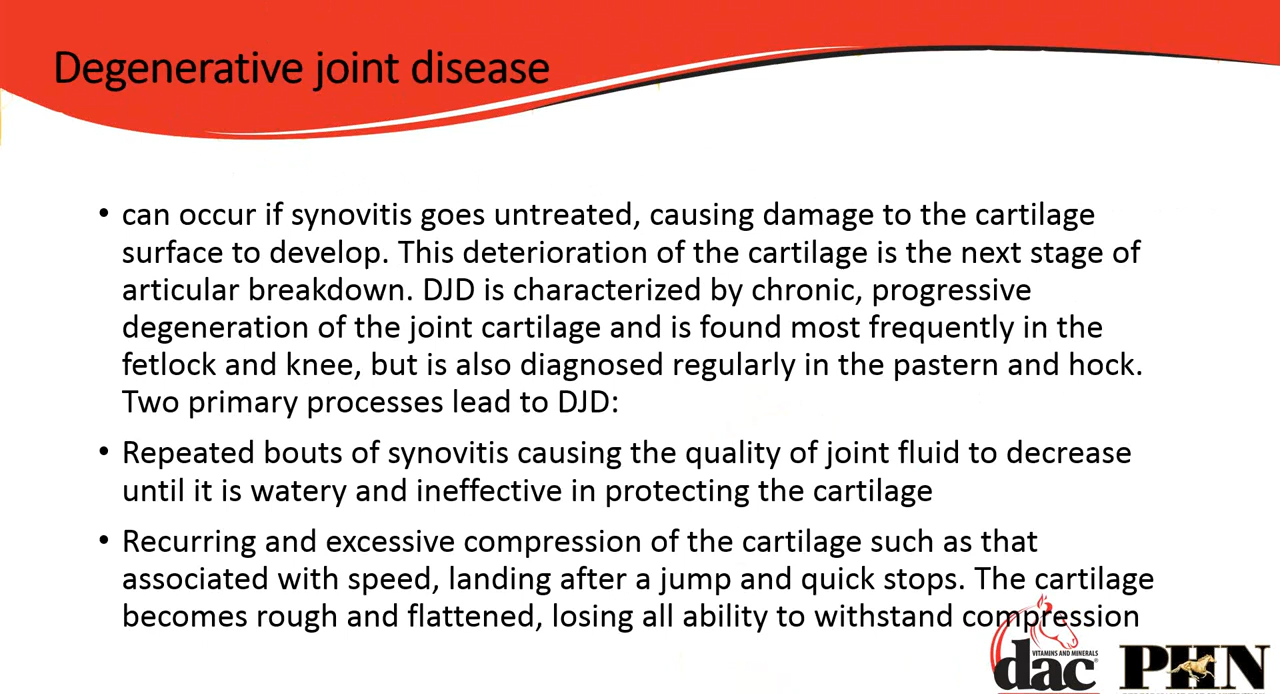 Degenerative joint disease
• can occur if synovitis goes untreated, causing damage to the cartilage
surface to develop. This deterioration of the cartilage is the next stage of
articular breakdown. DJD is characterized by chronic, progressive
degeneration of the joint cartilage and is found most frequently in the
fetlock and knee, but is also diagnosed regularly in the pastern and hock.
Two primary processes lead to DJD:
• Repeated bouts of synovitis causing the quality of joint fluid to decrease
until it is watery and ineffective in protecting the cartilage
• Recurring and excessive compression of the cartilage such as that
associated with speed, landing after a jump and quick stops. The cartilage
becomes rough and flattened, losing all ability to withstand compression
VITAMINS AND MINERALS
dac®
PHN